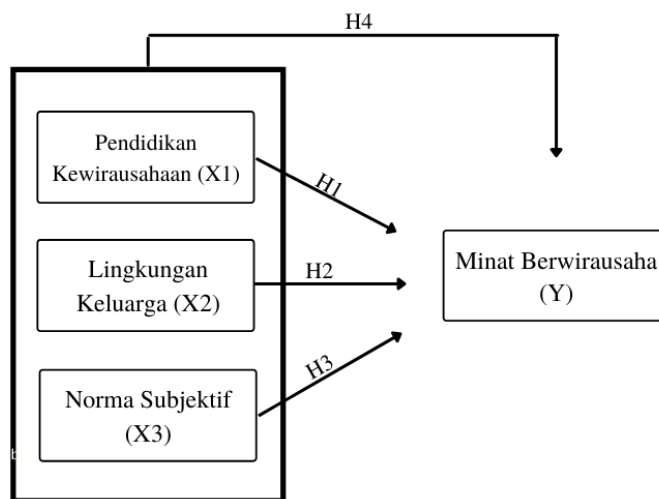 H4
Pendidikan
Kewirausahaan (X1)
H1
Lingkungan
Keluarga (X2)
H2
Minat Berwirausaha
(Y)
Norma Subjektif
(X3)
H3